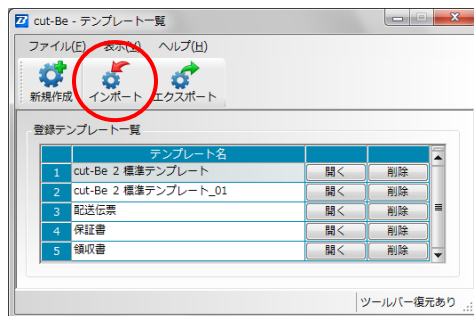 cut-Be - テンプレート一覧
ファイル(F) 表示(V) ヘルプ(H)
新規作成 インポート エクスポート
登録テンプレート一覧
テンプレート名
1 cut-Be 2 標準テンプレート 開く 削除
2 cut-Be 2 標準テンプレート_01 開く 削除
3 配送伝票 開く 削除
4 保証書 開く 削除
5 領収書 開く 削除
ツールバー復元あり